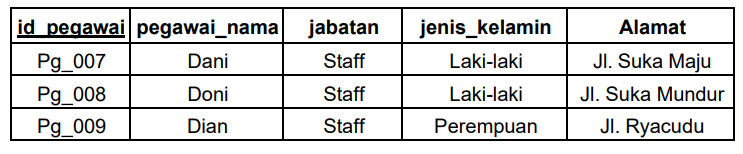 id_pegawai pegawai_nama jabatan jenis_kelamin Alamat
Pg_007 Dani Staff Laki-laki Jl. Suka Maju
Pg_008 Doni Staff Laki-laki Jl. Suka Mundur
Pg_009 Dian Staff Perempuan Jl. Ryacudu